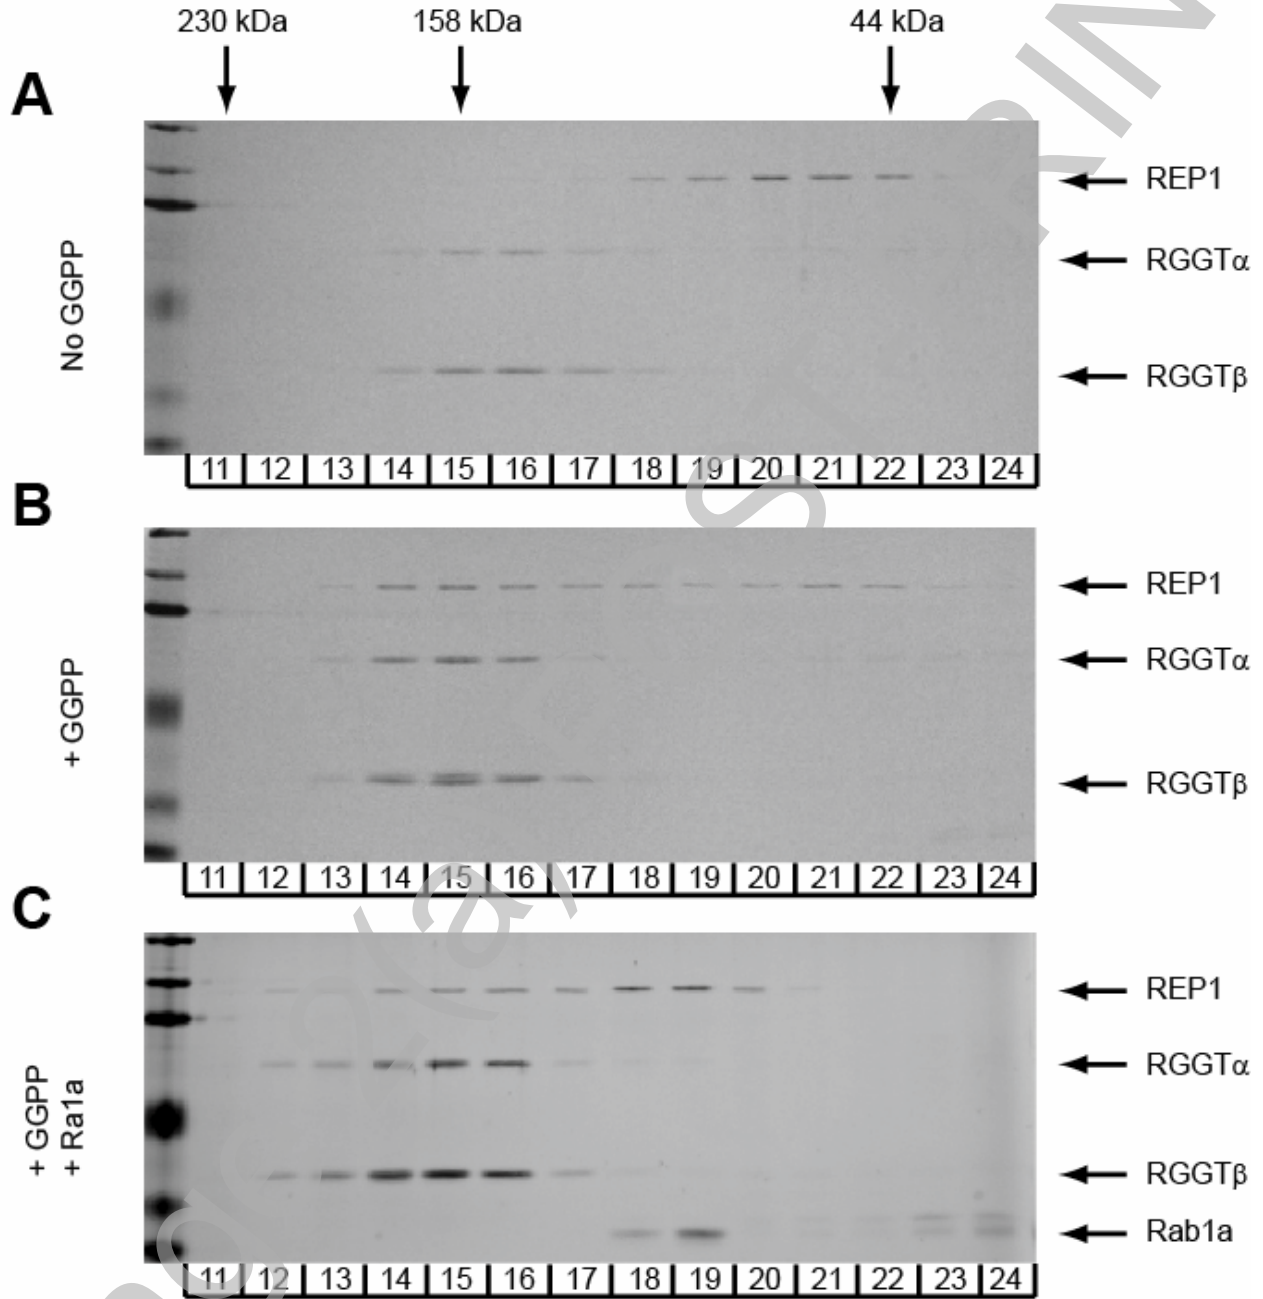 230 kDa 158 kDa 44 kDa
A
No GGPP
REP1
RGGTα
RGGTβ
11 12 13 14 15 16 17 18 19 20 21 22 23 24
B
+ GGPP
REP1
RGGTα
RGGTβ
11 12 13 14 15 16 17 18 19 20 21 22 23 24
C
+ GGPP
+ Ra1a
REP1
RGGTα
RGGTβ
Rab1a
11 12 13 14 15 16 17 18 19 20 21 22 23 24